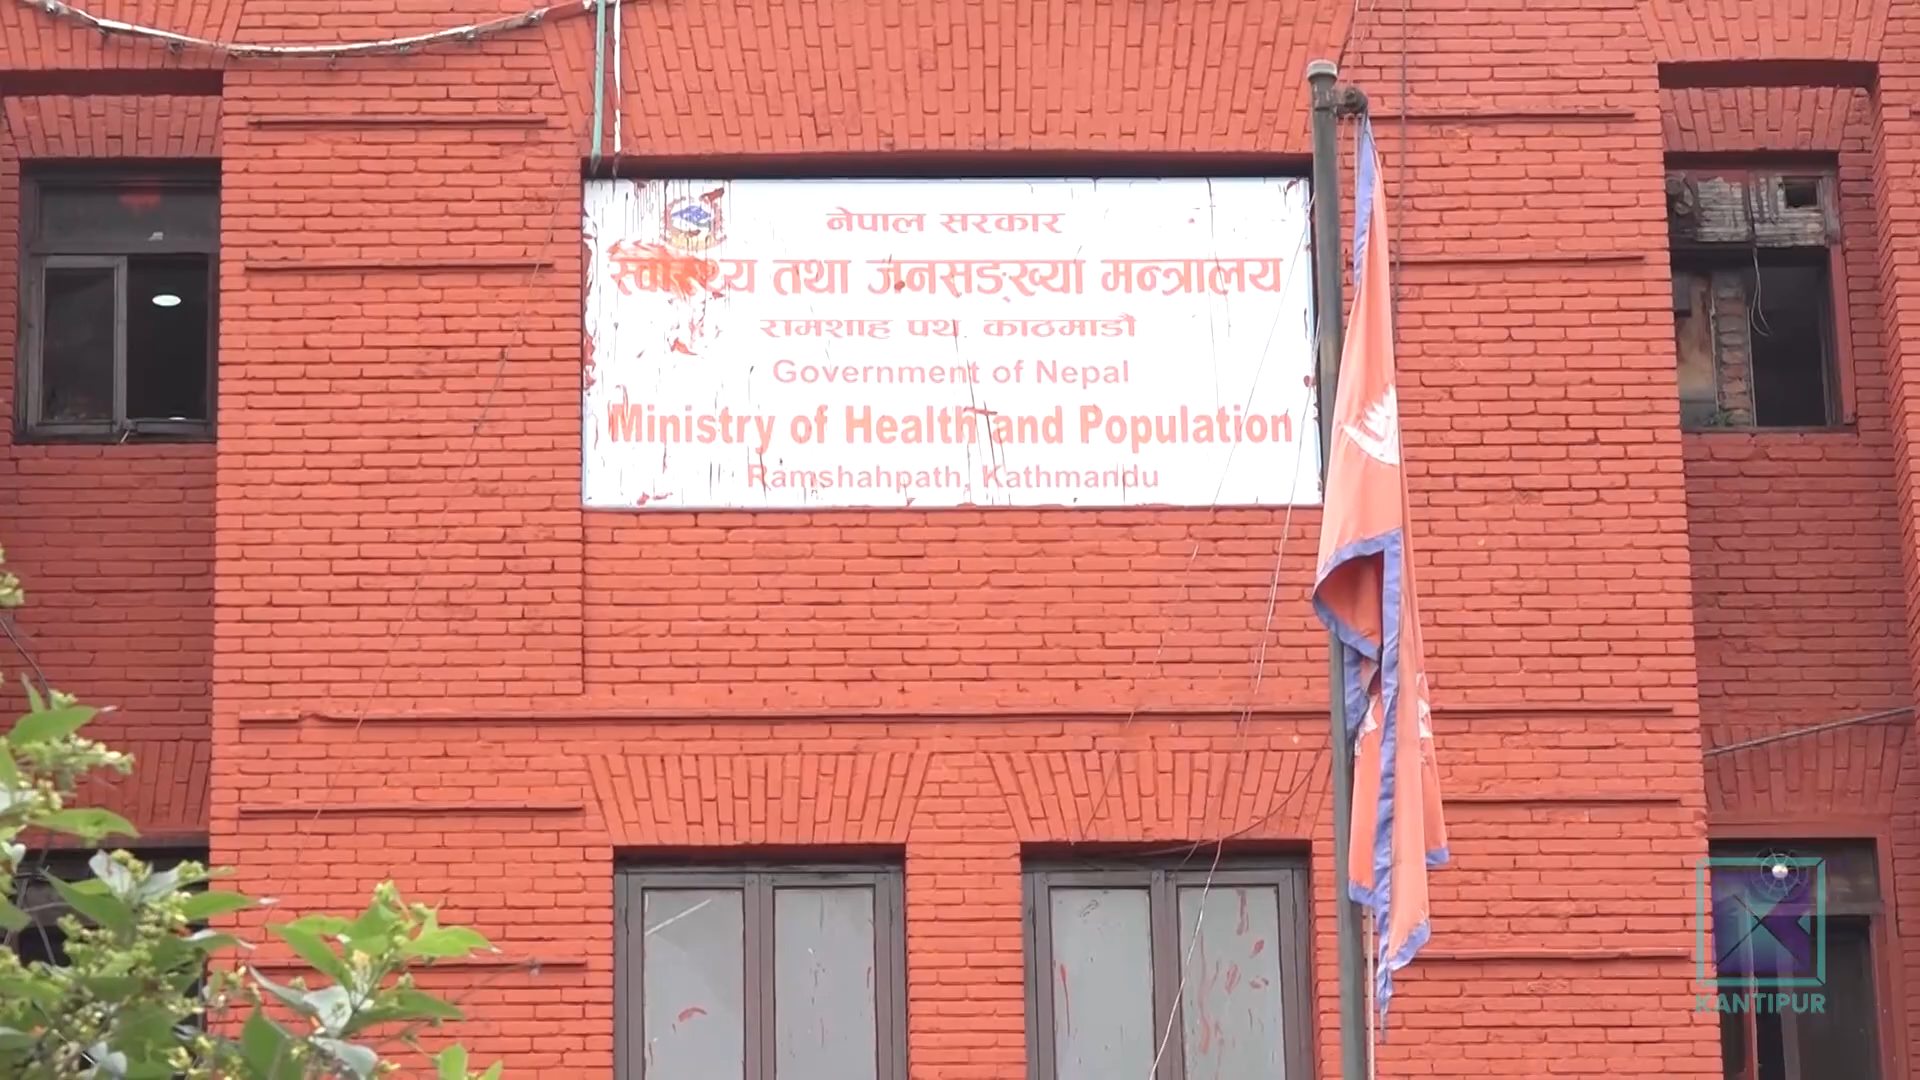 नेपाल सरकार
स्वास्थ्य तथा जनसङ्ख्या मन्त्रालय
रामशाह पथ, काठमाडौं
Government of Nepal
Ministry of Health and Population
Ramshahpath, Kathmandu
KANTIPUR